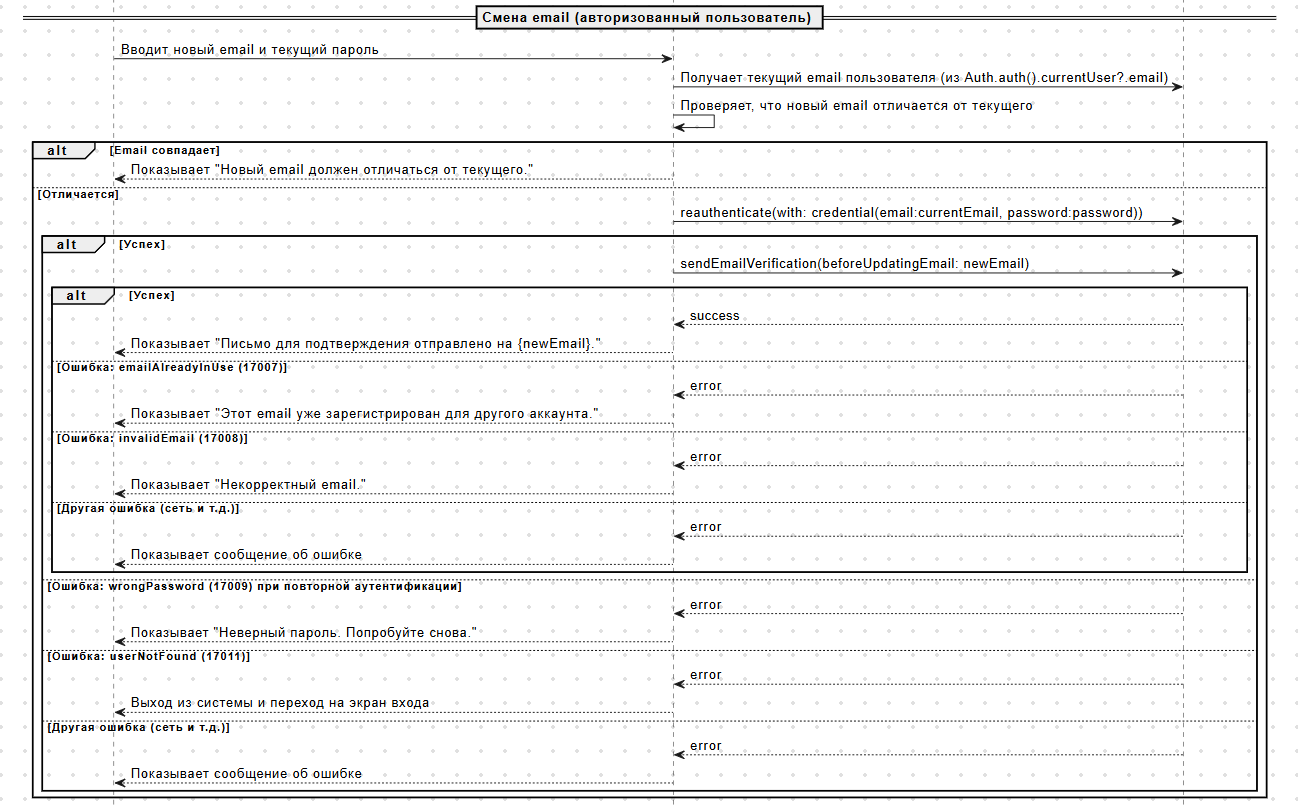 Смена email (авторизованный пользователь)
Вводит новый email и текущий пароль
Получает текущий email пользователя (из Auth.auth().currentUser?.email)
Проверяет, что новый email отличается от текущего
alt [Email совпадает]
Показывает "Новый email должен отличаться от текущего."
[Отличается]
reauthenticate(with: credential(email:currentEmail, password:password))
alt [Успех]
sendEmailVerification(beforeUpdatingEmail: newEmail)
alt [Успех]
success
Показывает "Письмо для подтверждения отправлено на {newEmail}."
[Ошибка: emailAlreadyInUse (17007)]
error
Показывает "Этот email уже зарегистрирован для другого аккаунта."
[Ошибка: invalidEmail (17008)]
error
Показывает "Некорректный email."
[Другая ошибка (сеть и т.д.)]
error
Показывает сообщение об ошибке
[Ошибка: wrongPassword (17009) при повторной аутентификации]
error
Показывает "Неверный пароль. Попробуйте снова."
[Ошибка: userNotFound (17011)]
error
Выход из системы и переход на экран входа
[Другая ошибка (сеть и т.д.)]
error
Показывает сообщение об ошибке